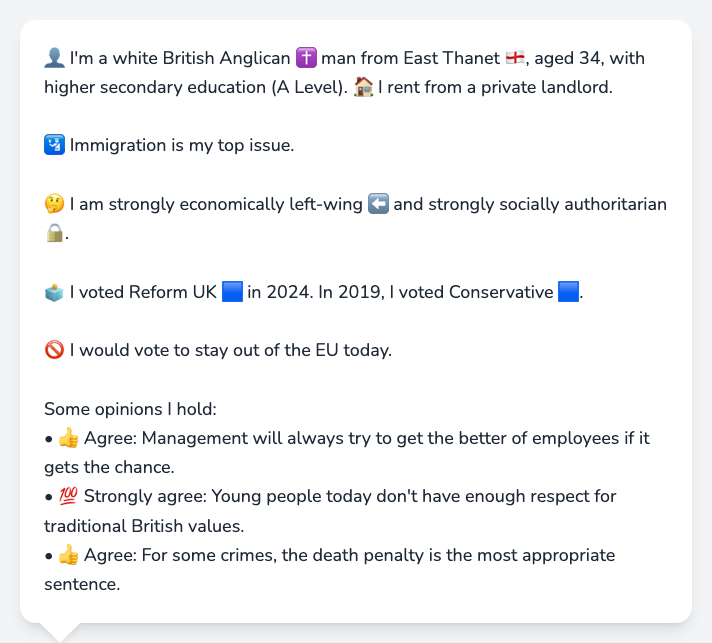 👤 I'm a white British Anglican ✝️ man from East Thanet 🏴󠁧󠁢󠁥󠁮󠁧󠁿, aged 34, with
higher secondary education (A Level). 🏠 I rent from a private landlord.
🛂 Immigration is my top issue.
🤔 I am strongly economically left-wing ⬅️ and strongly socially authoritarian
🔒.
🗳️ I voted Reform UK 🟦 in 2024. In 2019, I voted Conservative 🟦.
🚫 I would vote to stay out of the EU today.
Some opinions I hold:
• 👍 Agree: Management will always try to get the better of employees if it
gets the chance.
• 💯 Strongly agree: Young people today don't have enough respect for
traditional British values.
• 👍 Agree: For some crimes, the death penalty is the most appropriate
sentence.